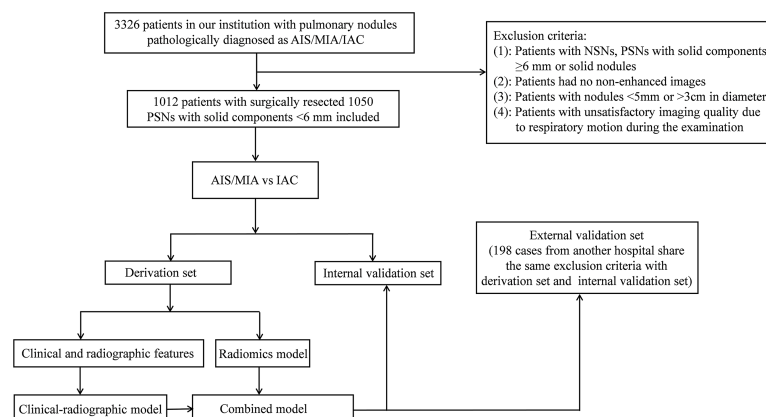 3326 patients in our institution with pulmonary nodules
pathologically diagnosed as AIS/MIA/IAC
Exclusion criteria:
(1): Patients with NSNs, PSNs with solid components
≥6 mm or solid nodules
(2): Patients had no non-enhanced images
(3): Patients with nodules <5mm or >3cm in diameter
(4): Patients with unsatisfactory imaging quality due
to respiratory motion during the examination
1012 patients with surgically resected 1050
PSNs with solid components <6 mm included
AIS/MIA vs IAC
External validation set
(198 cases from another hospital share
the same exclusion criteria with
derivation set and internal validation set)
Derivation set
Internal validation set
Clinical and radiographic features
Radiomics model
Clinical-radiographic model
Combined model